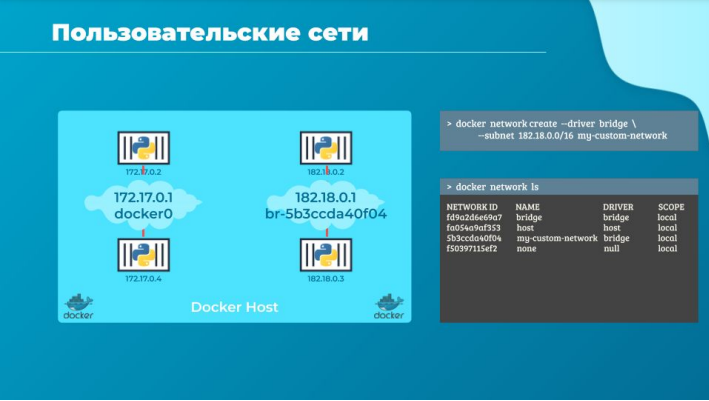 Пользовательские сети
172.17.0.2
182.18.0.2
172.17.0.1
docker0
182.18.0.1
br-5b3ccda40f04
172.17.0.4
182.18.0.3
docker
Docker Host
docker
> docker network create --driver bridge \
--subnet 182.18.0.0/16 my-custom-network
> docker network ls
NETWORK ID NAME DRIVER SCOPE
fd9a2d6e69a7 bridge bridge local
fa054a9af353 host host local
5b3ccda40f04 my-custom-network bridge local
f50397115ef2 none null local